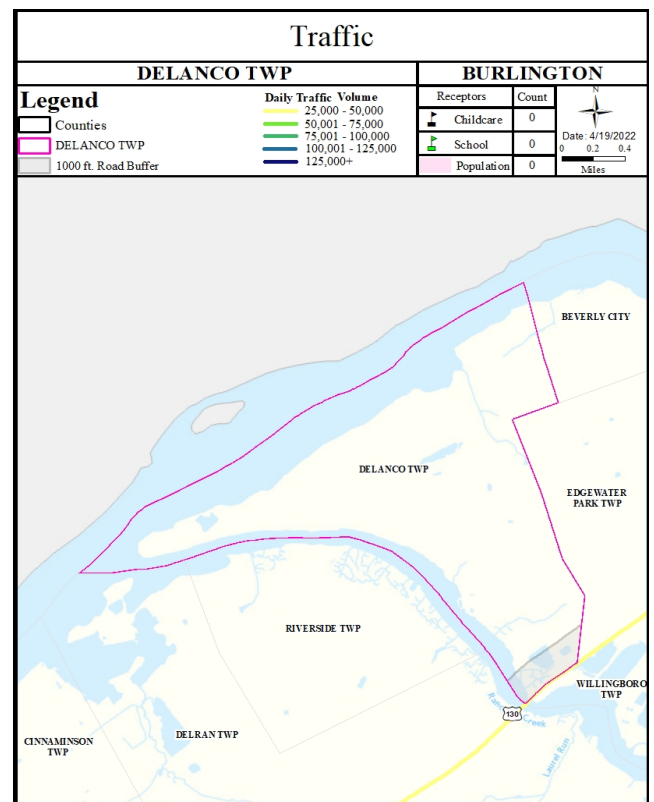 Traffic
DELANCO TWP
BURLINGTON
Legend
Counties
DELANCO TWP
1000 ft. Road Buffer
Daily Traffic Volume
25,000 - 50,000
50,001 - 75,000
75,001 - 100,000
100,001 - 125,000
125,000+
Receptors Count
Childcare 0
School 0
Population 0
N
Date: 4/19/2022
0 0.2 0.4
Miles
BEVERLY CITY
DELANCO TWP
EDGEWATER
PARK TWP
RIVERSIDE TWP
WILLINGBORO
TWP
130
Creek
Laurel Run
DELRAN TWP
CINNAMINSON
TWP